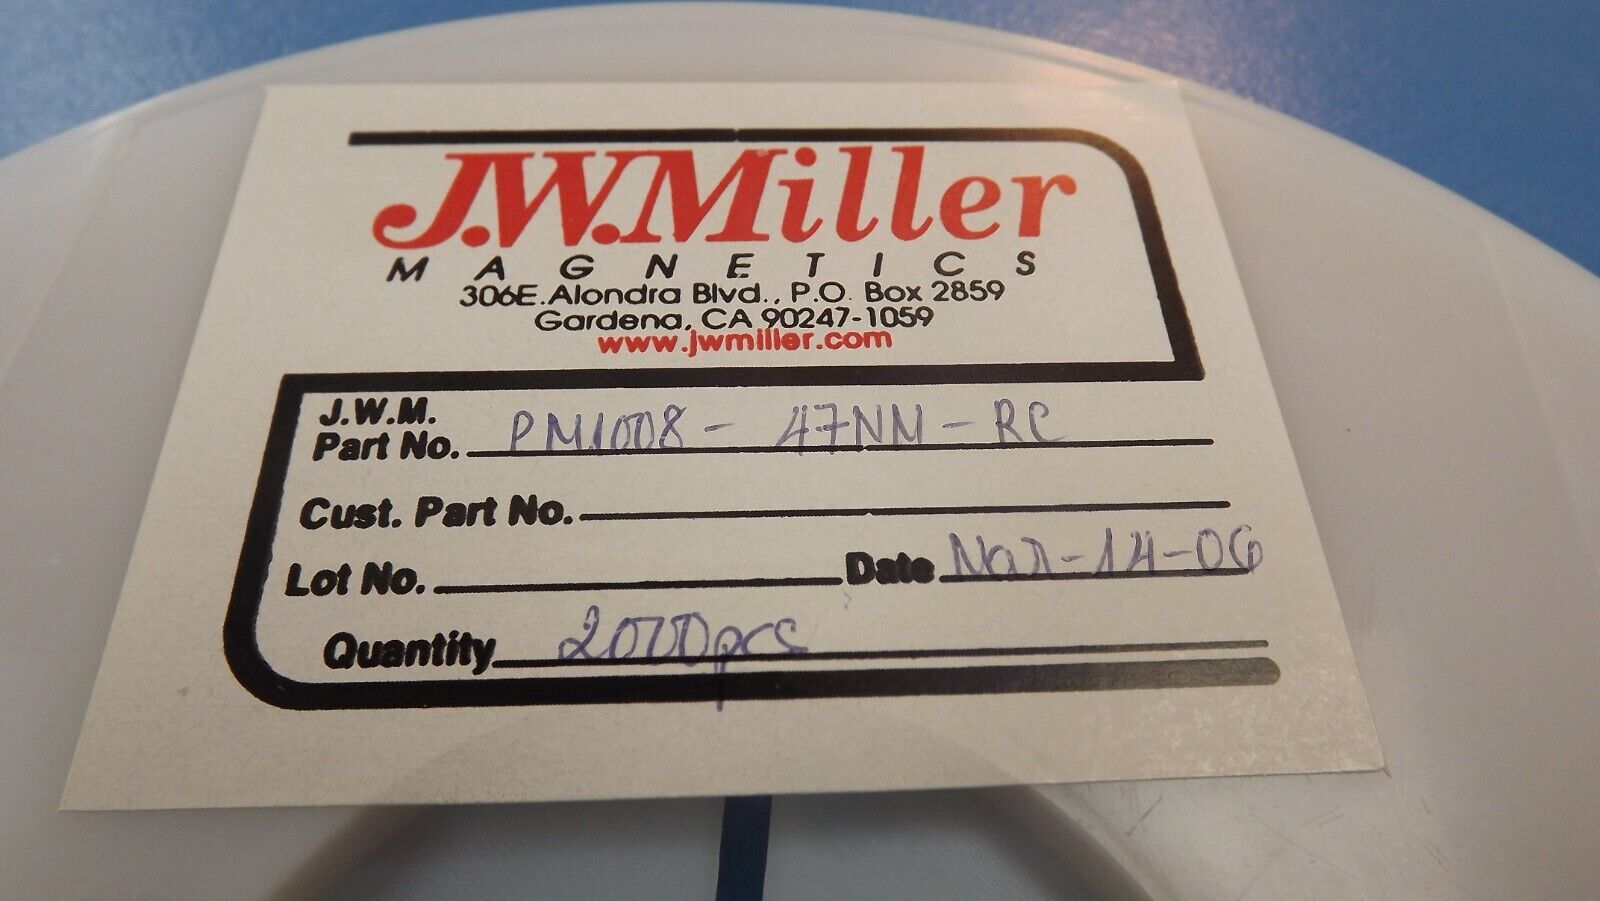 J.W.Miller
MAGNETICS
306E.Alondra Blvd., P.O. Box 2859
Gardena, CA 90247-1059
www.jwmiller.com
J.W.M.
Part No. PM1008 - 47NM - RC
Cust. Part No.
Lot No. Date Mar-14-06
Quantity 2000pcs